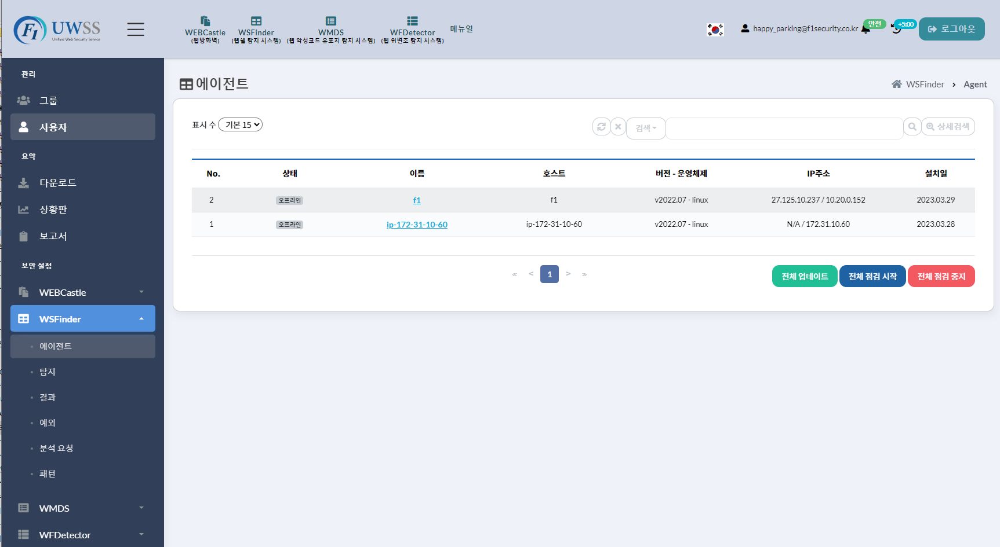 F1 UWSS
Unified Web Security Service
WEBCastle
(웹방화벽)
WSFinder
(웹쉘 탐지 시스템)
WMDS
(웹 악성코드 유포지 탐지 시스템)
WFDetector
(웹 위변조 탐지 시스템)
메뉴얼
happy_parking@f1security.co.kr
안전
+5:00
로그아웃
관리
그룹
사용자
요약
다운로드
상황판
보고서
보안 설정
WEBCastle
WSFinder
에이전트
탐지
결과
예외
분석 요청
패턴
WMDS
WFDetector
에이전트
WSFinder > Agent
표시 수 기본 15
검색
상세검색
No. 상태 이름 호스트 버전 - 운영체제 IP주소 설치일
2 오프라인 f1 f1 v2022.07 - linux 27.125.10.237 / 10.20.0.152 2023.03.29
1 오프라인 ip-172-31-10-60 ip-172-31-10-60 v2022.07 - linux N/A / 172.31.10.60 2023.03.28
« < 1 > »
전체 업데이트 전체 점검 시작 전체 점검 중지